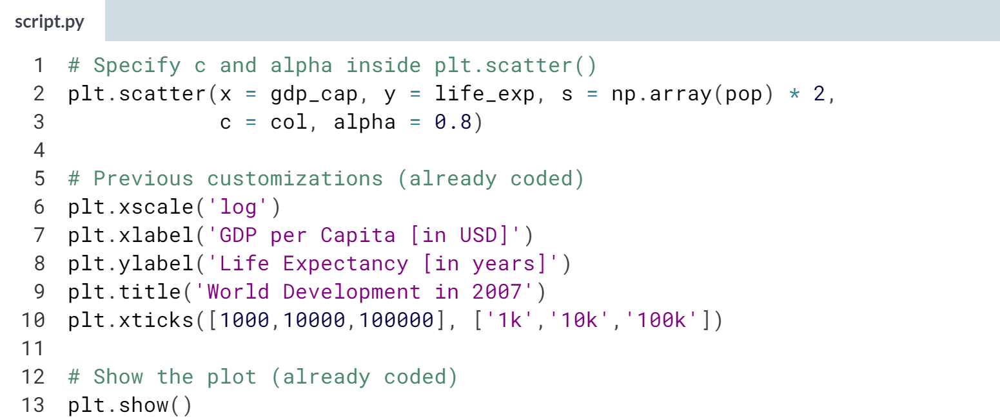 script.py
1 # Specify c and alpha inside plt.scatter()
2 plt.scatter(x = gdp_cap, y = life_exp, s = np.array(pop) * 2,
3             c = col, alpha = 0.8)
4
5 # Previous customizations (already coded)
6 plt.xscale('log')
7 plt.xlabel('GDP per Capita [in USD]')
8 plt.ylabel('Life Expectancy [in years]')
9 plt.title('World Development in 2007')
10 plt.xticks([1000,10000,100000], ['1k','10k','100k'])
11
12 # Show the plot (already coded)
13 plt.show()